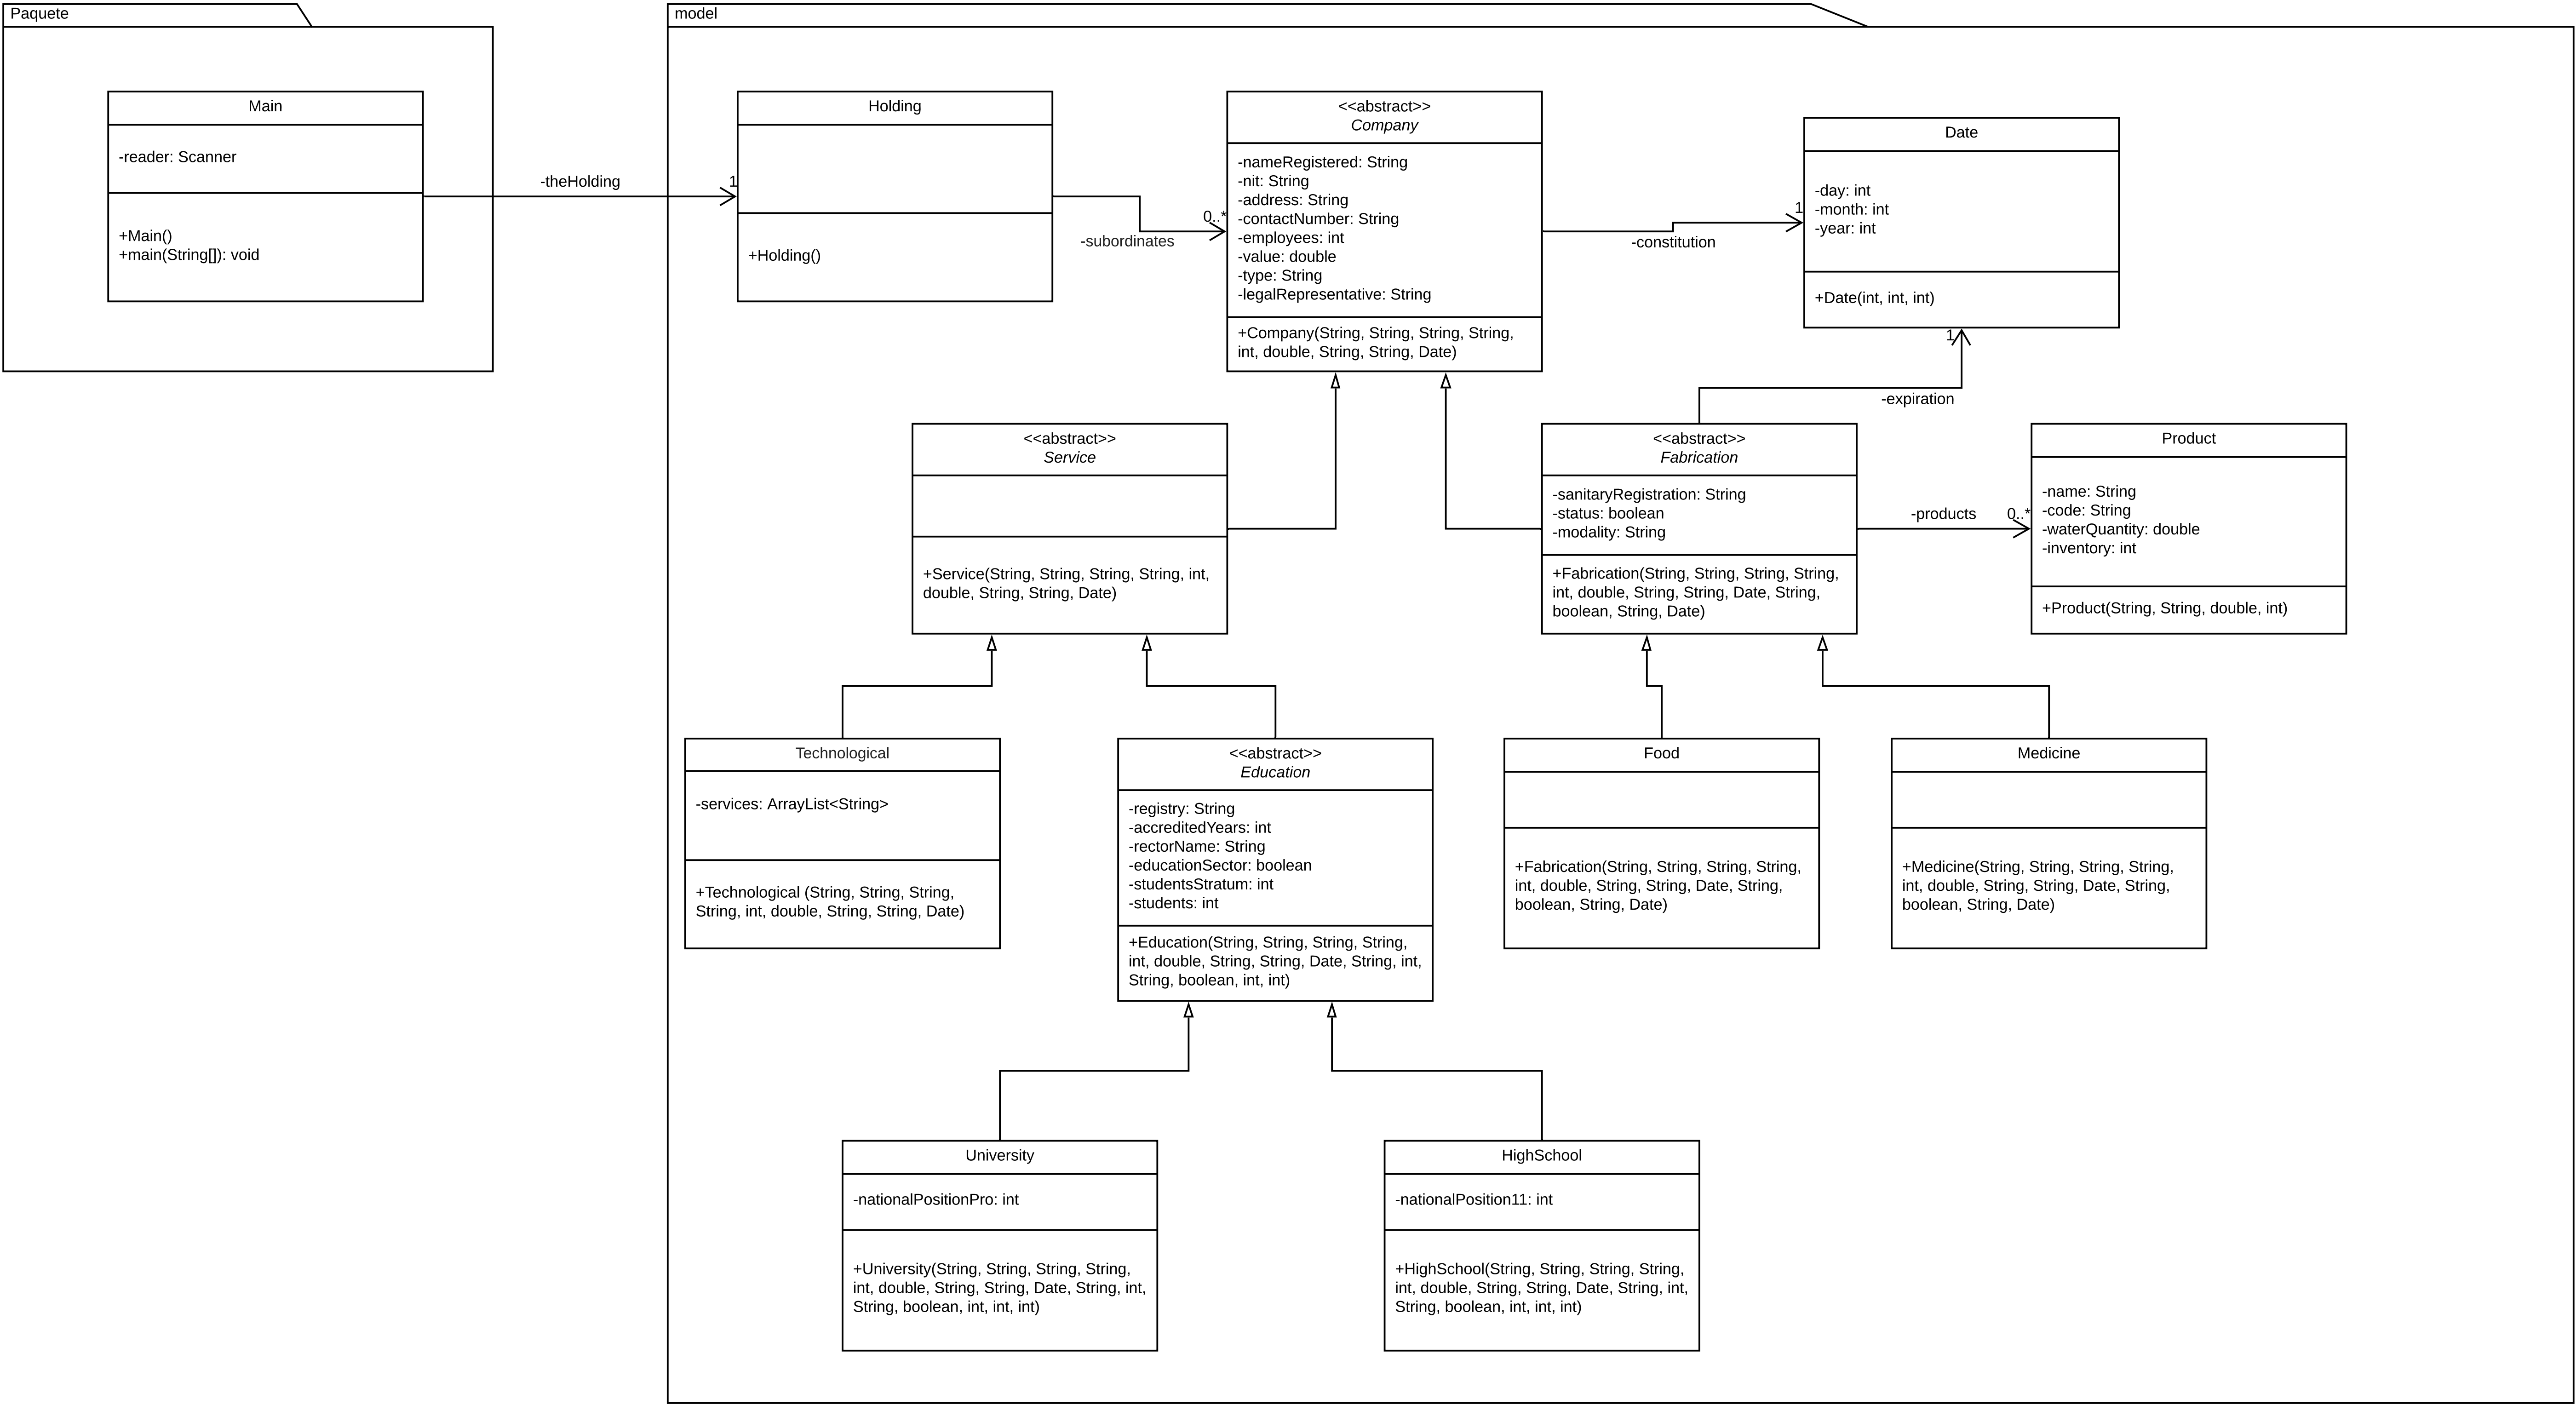 Paquete
Main
-reader: Scanner
+Main()
+main(String[]): void
-theHolding
1
model
Holding
+Holding()
-subordinates
0..*
<<abstract>>
Company
-nameRegistered: String
-nit: String
-address: String
-contactNumber: String
-employees: int
-value: double
-type: String
-legalRepresentative: String
+Company(String, String, String, String,
int, double, String, String, Date)
-constitution
1
Date
-day: int
-month: int
-year: int
+Date(int, int, int)
1
-expiration
<<abstract>>
Service
+Service(String, String, String, String, int,
double, String, String, Date)
<<abstract>>
Fabrication
-sanitaryRegistration: String
-status: boolean
-modality: String
+Fabrication(String, String, String, String,
int, double, String, String, Date, String,
boolean, String, Date)
-products
0..*
Product
-name: String
-code: String
-waterQuantity: double
-inventory: int
+Product(String, String, double, int)
Technological
-services: ArrayList<String>
+Technological (String, String, String,
String, int, double, String, String, Date)
<<abstract>>
Education
-registry: String
-accreditedYears: int
-rectorName: String
-educationSector: boolean
-studentsStratum: int
-students: int
+Education(String, String, String, String,
int, double, String, String, Date, String, int,
String, boolean, int, int)
Food
+Fabrication(String, String, String, String,
int, double, String, String, Date, String,
boolean, String, Date)
Medicine
+Medicine(String, String, String, String,
int, double, String, String, Date, String,
boolean, String, Date)
University
-nationalPositionPro: int
+University(String, String, String, String,
int, double, String, String, Date, String, int,
String, boolean, int, int, int)
HighSchool
-nationalPosition11: int
+HighSchool(String, String, String, String,
int, double, String, String, Date, String, int,
String, boolean, int, int, int)